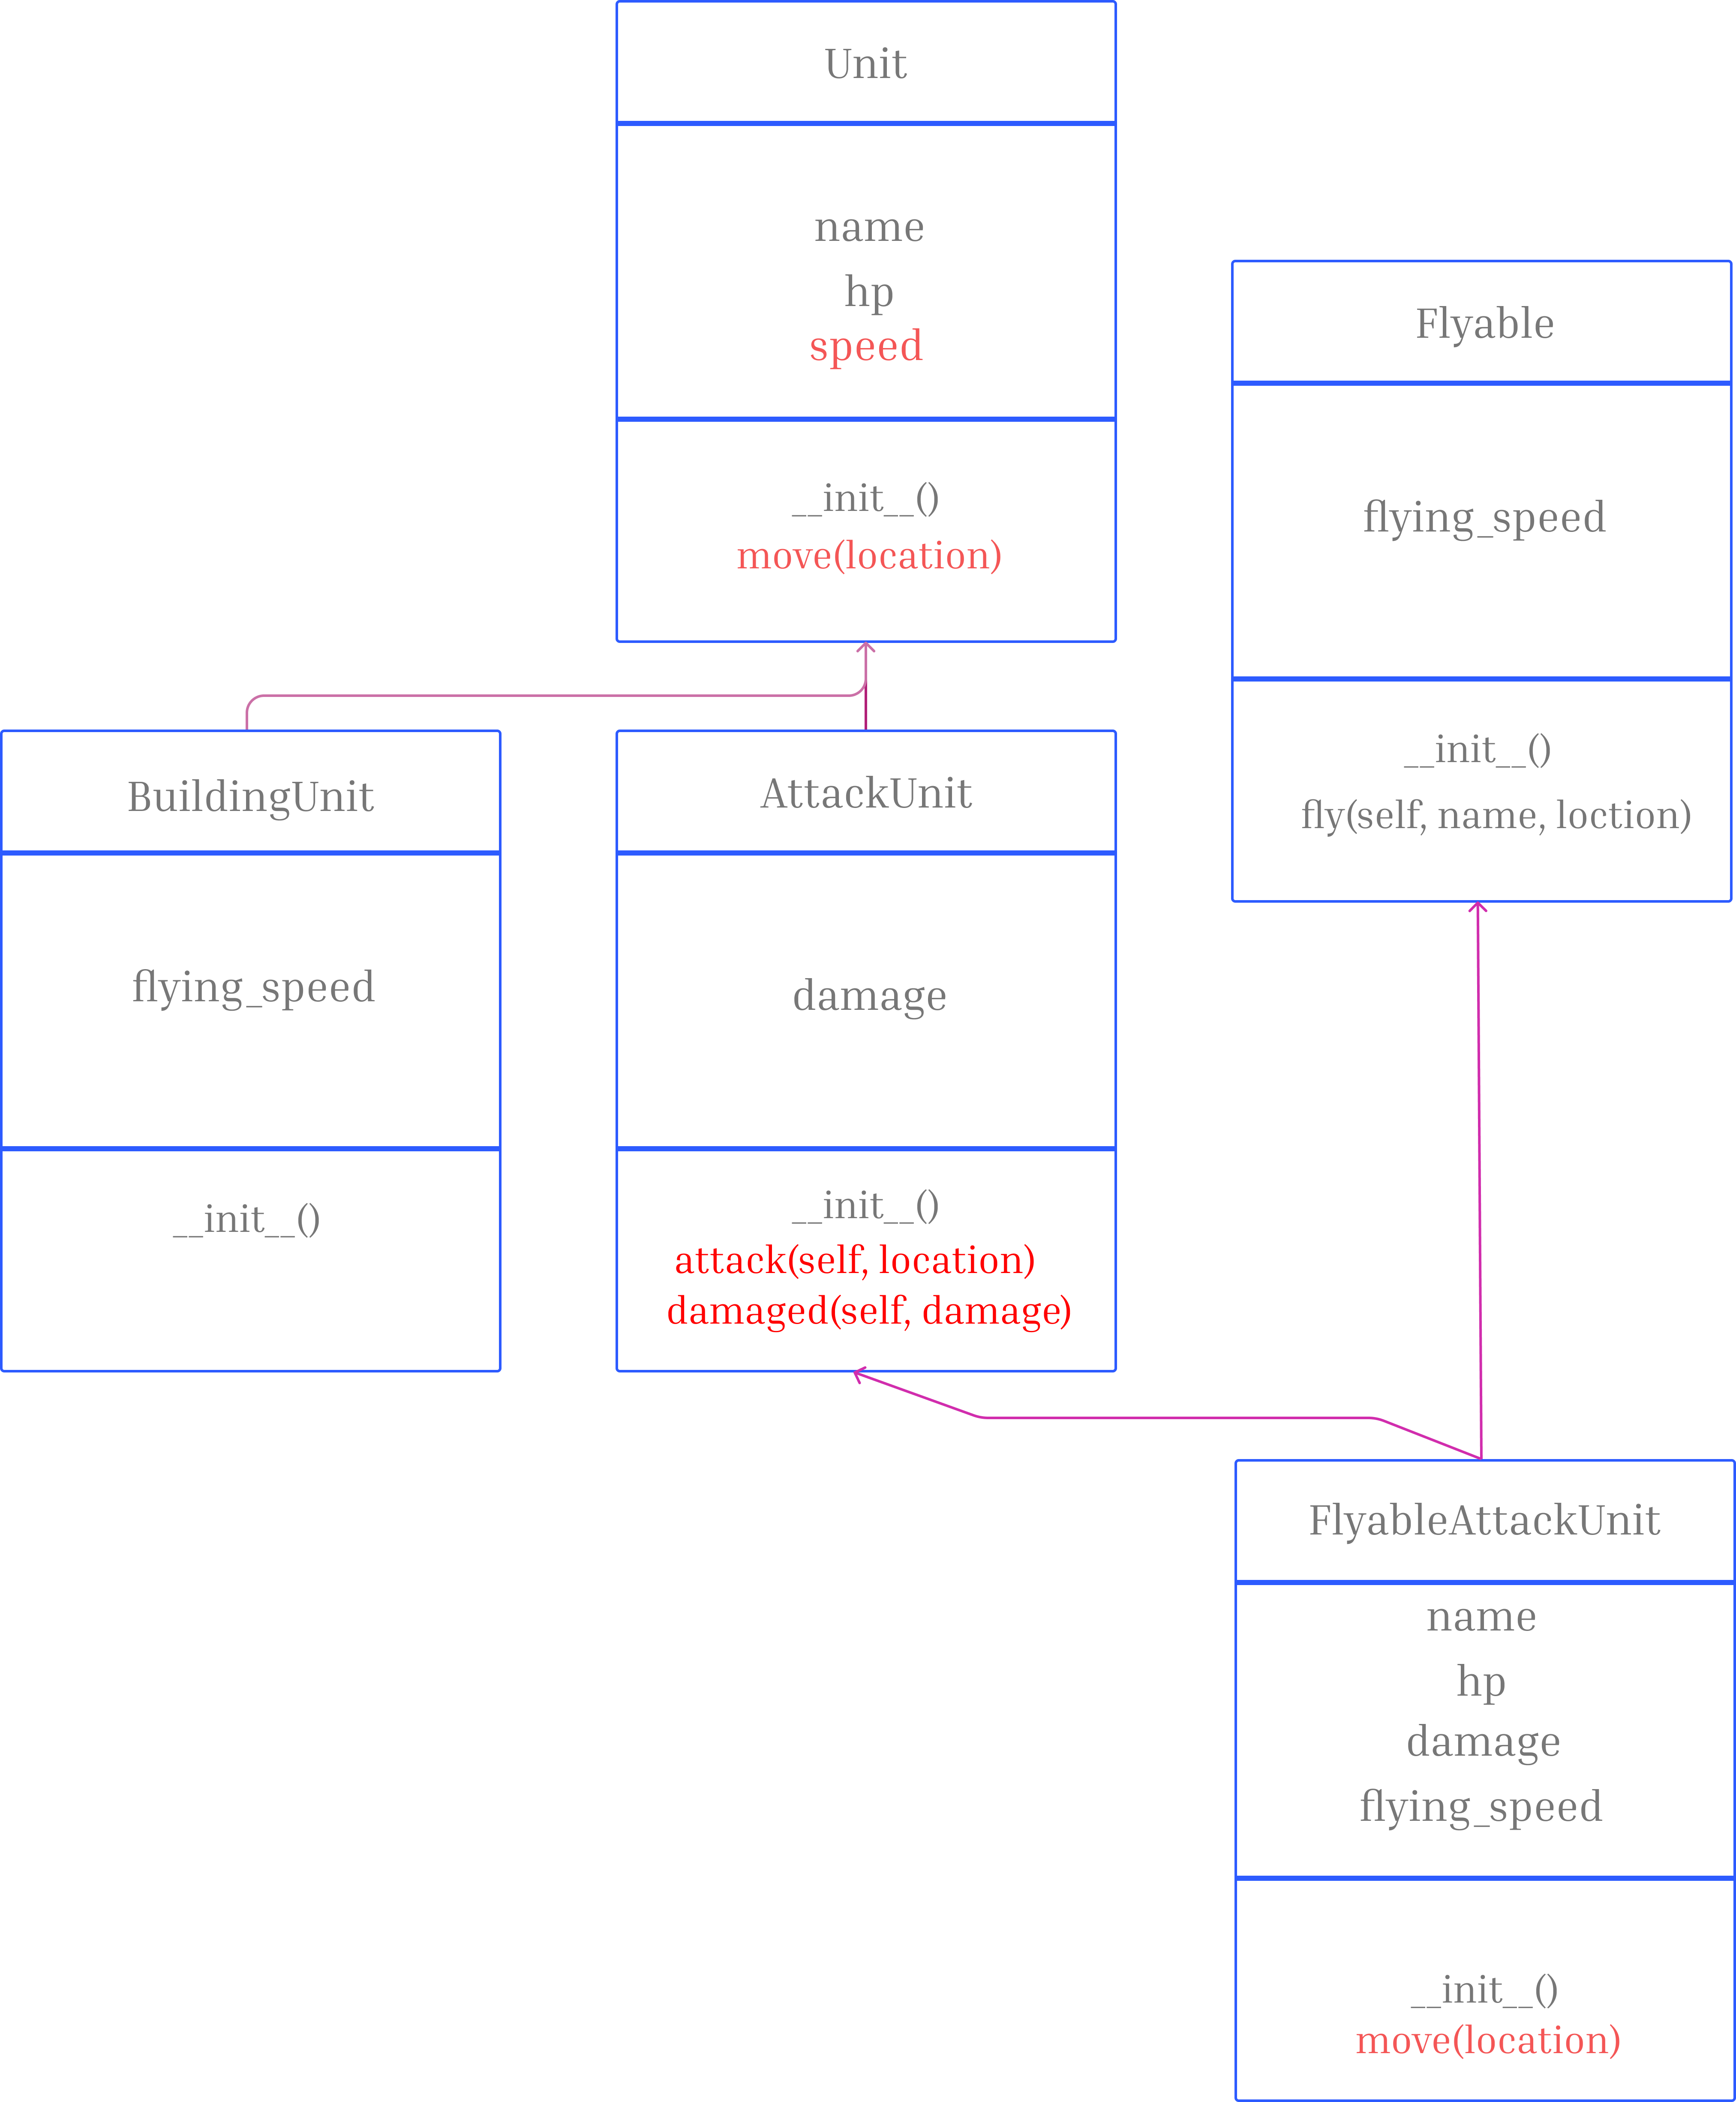 Unit
name
hp
speed
__init__()
move(location)
Flyable
flying_speed
__init__()
fly(self, name, loction)
BuildingUnit
flying_speed
__init__()
AttackUnit
damage
__init__()
attack(self, location)
damaged(self, damage)
FlyableAttackUnit
name
hp
damage
flying_speed
__init__()
move(location)